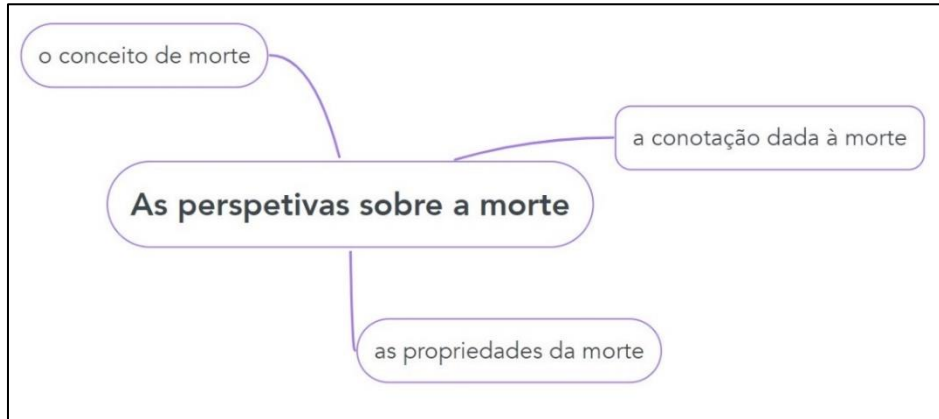 o conceito de morte
a conotação dada à morte
As perspetivas sobre a morte
as propriedades da morte